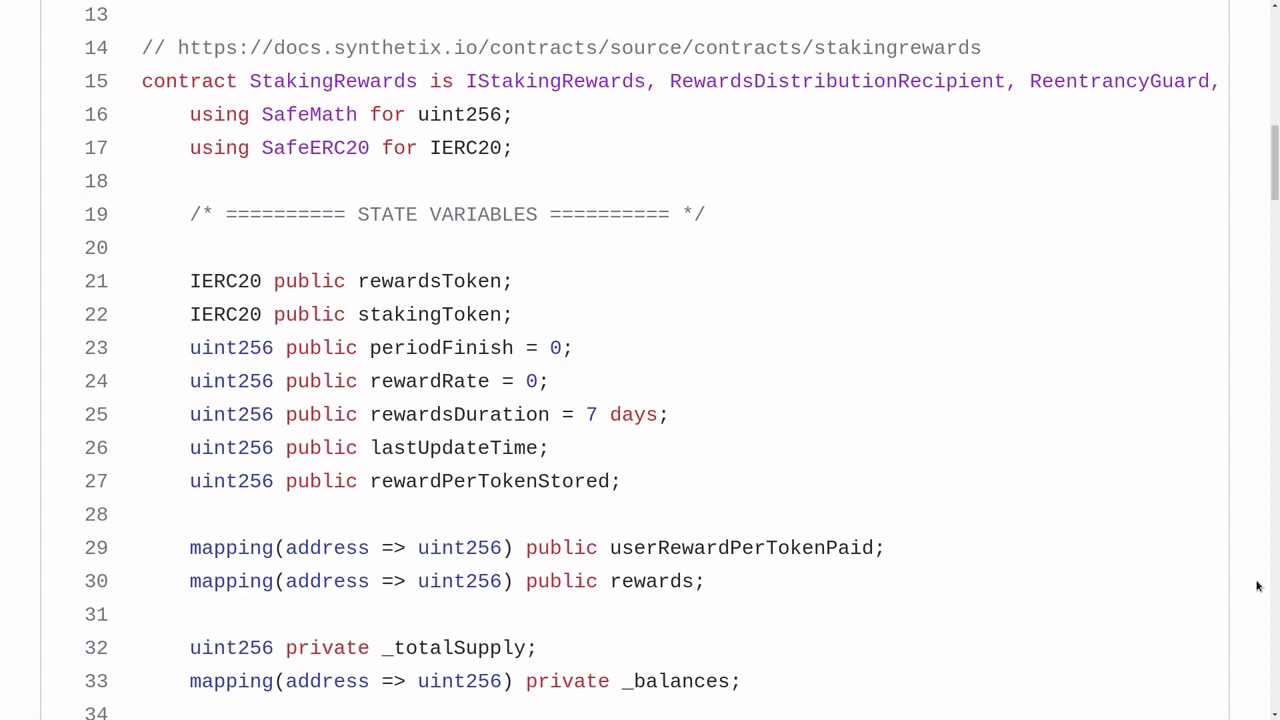 13
14 // https://docs.synthetix.io/contracts/source/contracts/stakingrewards
15 contract StakingRewards is IStakingRewards, RewardsDistributionRecipient, ReentrancyGuard,
16 using SafeMath for uint256;
17 using SafeERC20 for IERC20;
18
19 /* ========== STATE VARIABLES ========== */
20
21 IERC20 public rewardsToken;
22 IERC20 public stakingToken;
23 uint256 public periodFinish = 0;
24 uint256 public rewardRate = 0;
25 uint256 public rewardsDuration = 7 days;
26 uint256 public lastUpdateTime;
27 uint256 public rewardPerTokenStored;
28
29 mapping(address => uint256) public userRewardPerTokenPaid;
30 mapping(address => uint256) public rewards;
31
32 uint256 private _totalSupply;
33 mapping(address => uint256) private _balances;
34